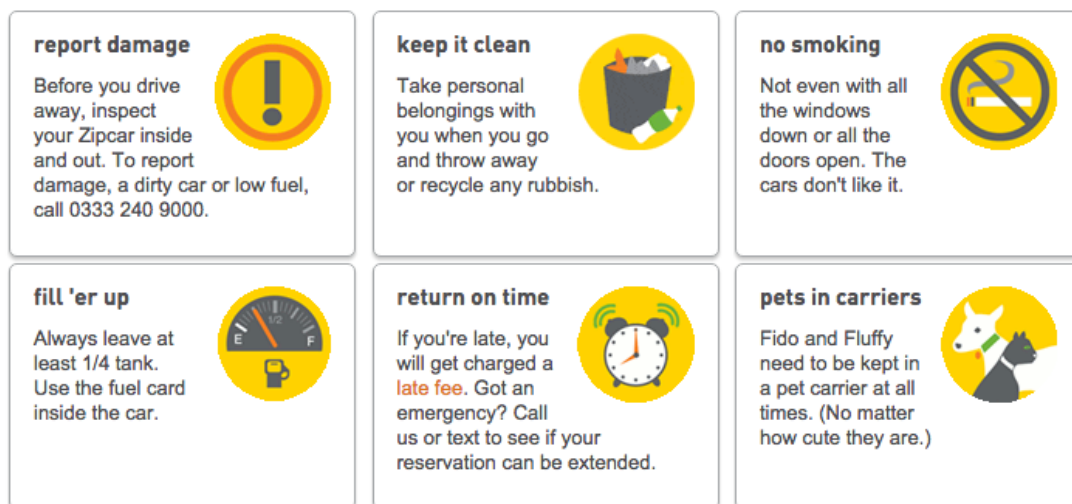 report damage
Before you drive
away, inspect
your Zipcar inside
and out. To report
damage, a dirty car or low fuel,
call 0333 240 9000.
keep it clean
Take personal
belongings with
you when you go
and throw away
or recycle any rubbish.
no smoking
Not even with all
the windows
down or all the
doors open. The
cars don't like it.
fill 'er up
Always leave at
least 1/4 tank.
Use the fuel card
inside the car.
E 1/2 F
return on time
If you're late, you
will get charged a
late fee. Got an
emergency? Call
us or text to see if your
reservation can be extended.
pets in carriers
Fido and Fluffy
need to be kept in
a pet carrier at all
times. (No matter
how cute they are.)